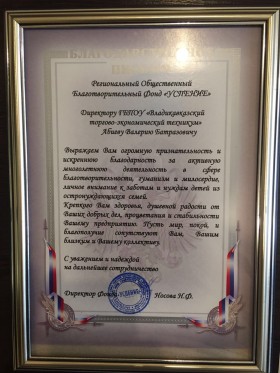 Региональный Общественный
Благотворительный Фонд «УСПЕНИЕ»
Директору ГБПОУ «Владикавказский
торгово-экономический техникум»
Абиеву Валерию Батразовичу
Выражаем Вам огромную признательность и
искреннюю благодарность за активную
многолетнюю деятельность в сфере
благотворительности, гуманизм и милосердие,
личное внимание к заботам и нуждам детей из
остронуждающихся семей.
Крепкого Вам здоровья, душевной радости от
Ваших добрых дел, процветания и стабильности
Вашему предприятию. Пусть мир, покой, и
благополучие сопутствуют Вам, Вашим
близким и Вашему коллективу.
С уважением и надеждой
на дальнейшее сотрудничество
Директор Фонда Носова Н.Ф.